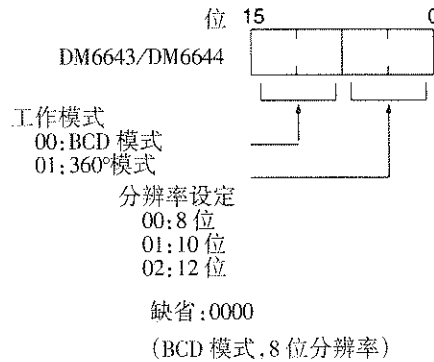 位 15 0
DM6643/DM6644
工作模式
00:BCD 模式
01:360°模式
分辨率设定
00:8 位
01:10 位
02:12 位
缺省:0000
(BCD 模式,8 位分辨率)